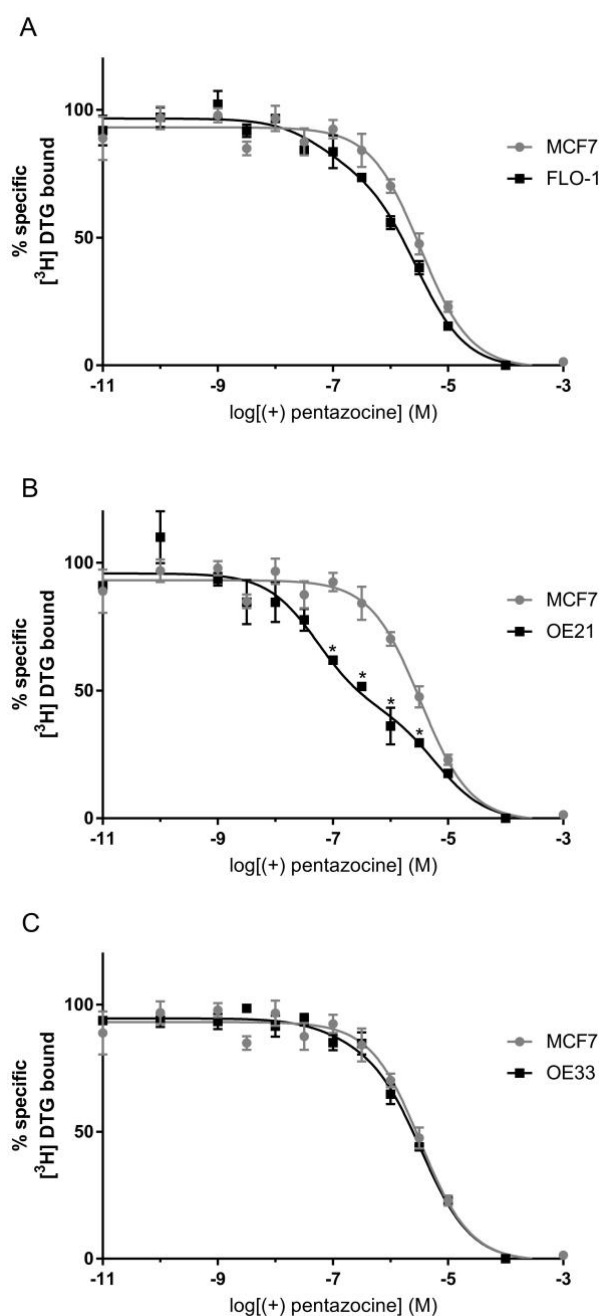 A
100
50
0
% specific
[³H] DTG bound
-11
-9
-7
-5
-3
log[(+) pentazocine] (M)
MCF7
FLO-1
B
100
50
0
% specific
[³H] DTG bound
* * * *
-11
-9
-7
-5
-3
log[(+) pentazocine] (M)
MCF7
OE21
C
100
50
0
% specific
[³H] DTG bound
-11
-9
-7
-5
-3
log[(+) pentazocine] (M)
MCF7
OE33